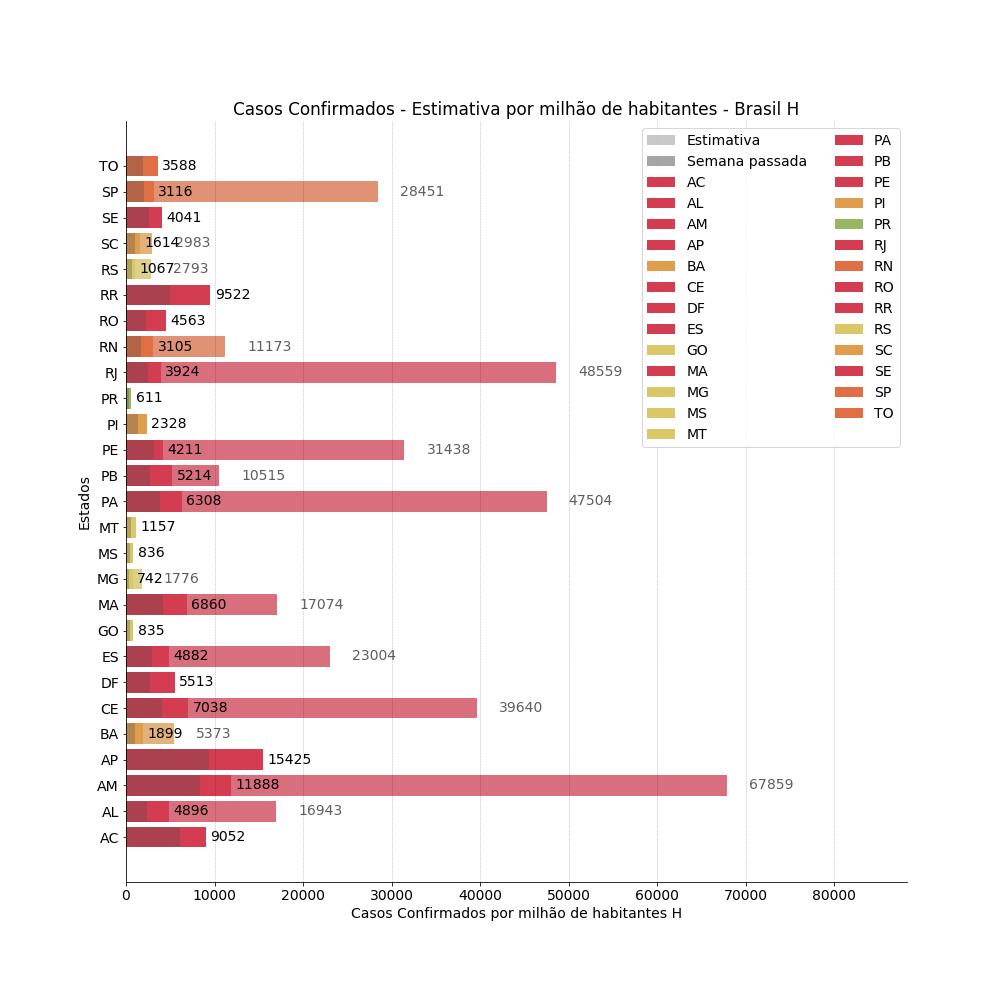 Casos Confirmados - Estimativa por milhão de habitantes - Brasil H
Estimativa
Semana passada
AC
AL
AM
AP
BA
CE
DF
ES
GO
MA
MG
MS
MT
PA
PB
PE
PI
PR
RJ
RN
RO
RR
RS
SC
SE
SP
TO
Estados
TO 3588
SP 3116 28451
SE 4041
SC 1614 2983
RS 1067 2793
RR 9522
RO 4563
RN 3105 11173
RJ 3924 48559
PR 611
PI 2328
PE 4211 31438
PB 5214 10515
PA 6308 47504
MT 1157
MS 836
MG 742 1776
MA 6860 17074
GO 835
ES 4882 23004
DF 5513
CE 7038 39640
BA 1899 5373
AP 15425
AM 11888 67859
AL 4896 16943
AC 9052
0 10000 20000 30000 40000 50000 60000 70000 80000
Casos Confirmados por milhão de habitantes H